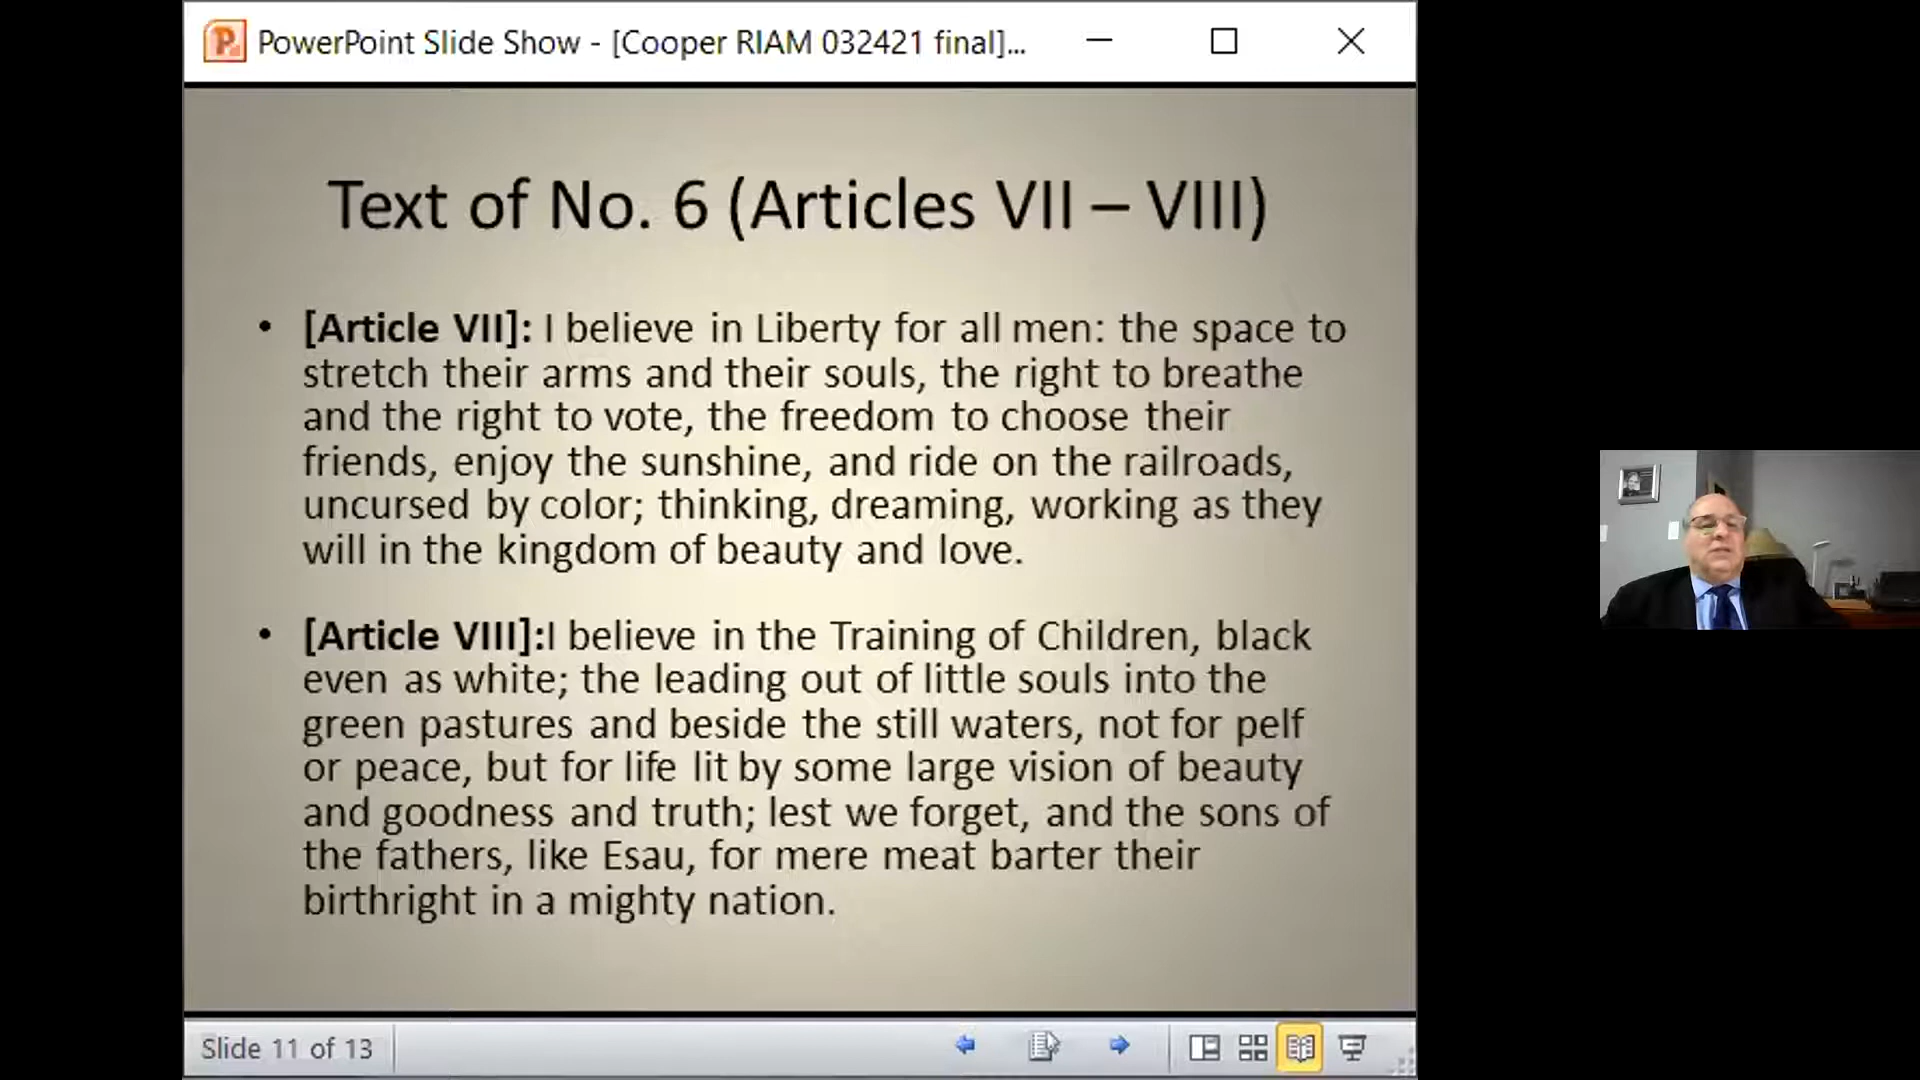 PowerPoint Slide Show - [Cooper RIAM 032421 final]...
Text of No. 6 (Articles VII – VIII)
• [Article VII]: I believe in Liberty for all men: the space to
stretch their arms and their souls, the right to breathe
and the right to vote, the freedom to choose their
friends, enjoy the sunshine, and ride on the railroads,
uncursed by color; thinking, dreaming, working as they
will in the kingdom of beauty and love.
• [Article VIII]:I believe in the Training of Children, black
even as white; the leading out of little souls into the
green pastures and beside the still waters, not for pelf
or peace, but for life lit by some large vision of beauty
and goodness and truth; lest we forget, and the sons of
the fathers, like Esau, for mere meat barter their
birthright in a mighty nation.
Slide 11 of 13